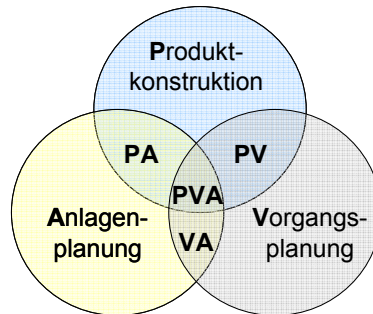 Produkt-
konstruktion
PA
PV
PVA
Anlagen-
planung
VA
Vorgangs-
planung